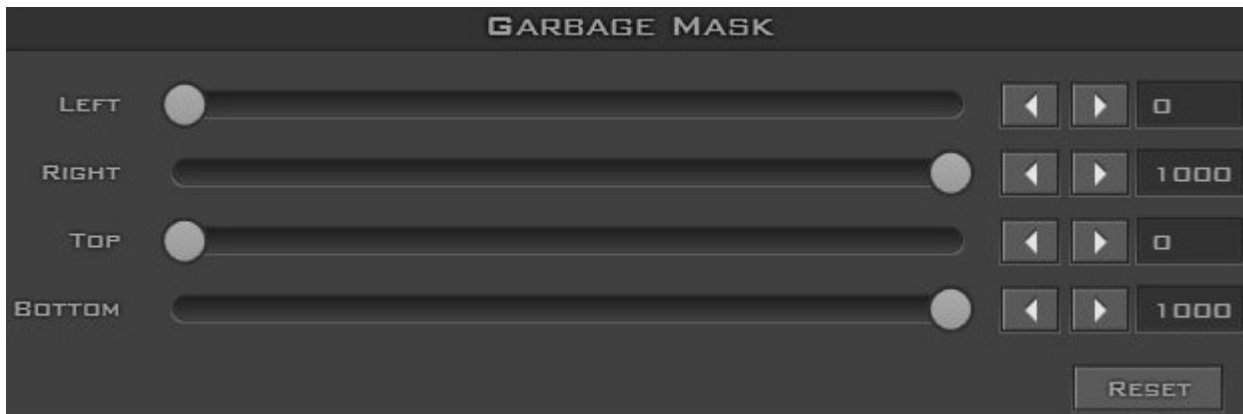 Garbage Mask
Left 0
Right 1000
Top 0
Bottom 1000
Reset